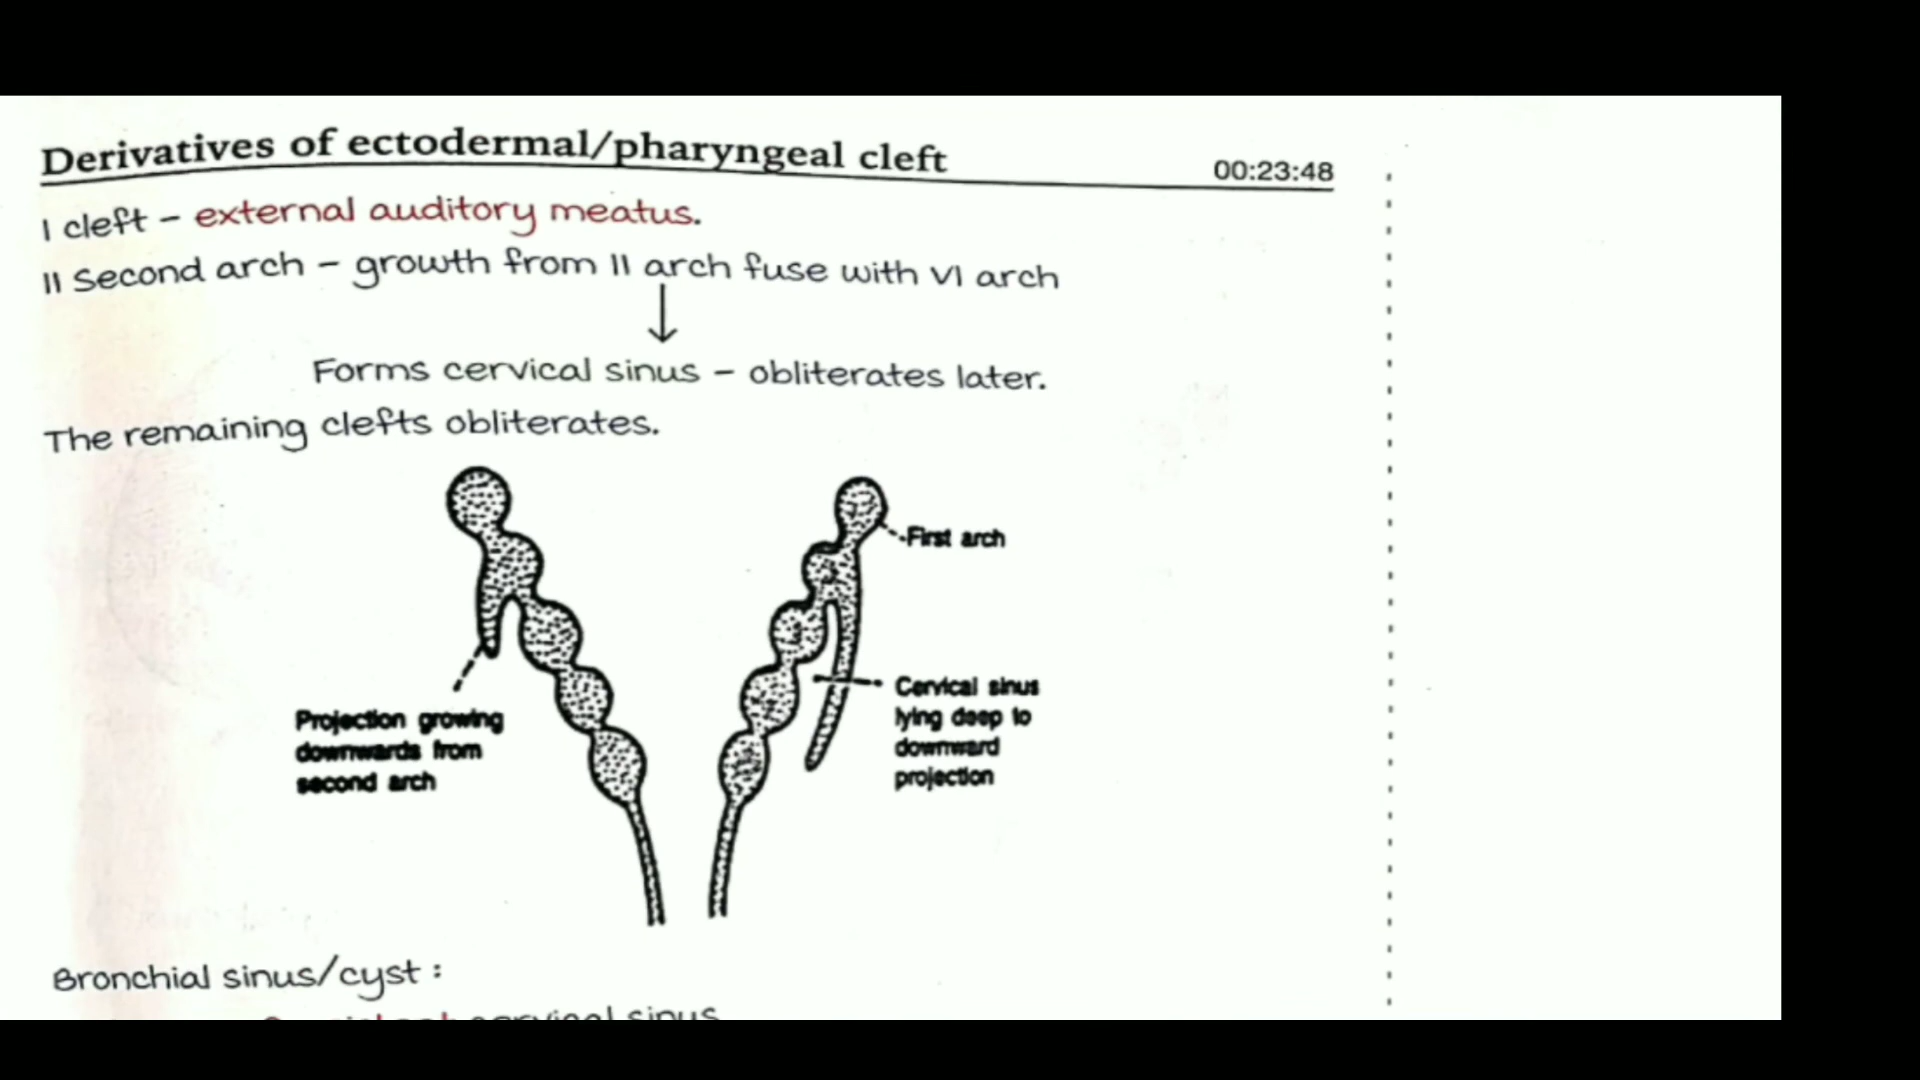 Derivatives of ectodermal/pharyngeal cleft
00:23:48
I cleft – external auditory meatus.
II Second arch – growth from II arch fuse with VI arch
Forms cervical sinus – obliterates later.
The remaining clefts obliterates.
First arch
Projection growing
downwards from
second arch
Cervical sinus
lying deep to
downward
projection
Bronchial sinus/cyst :
cervical sinus